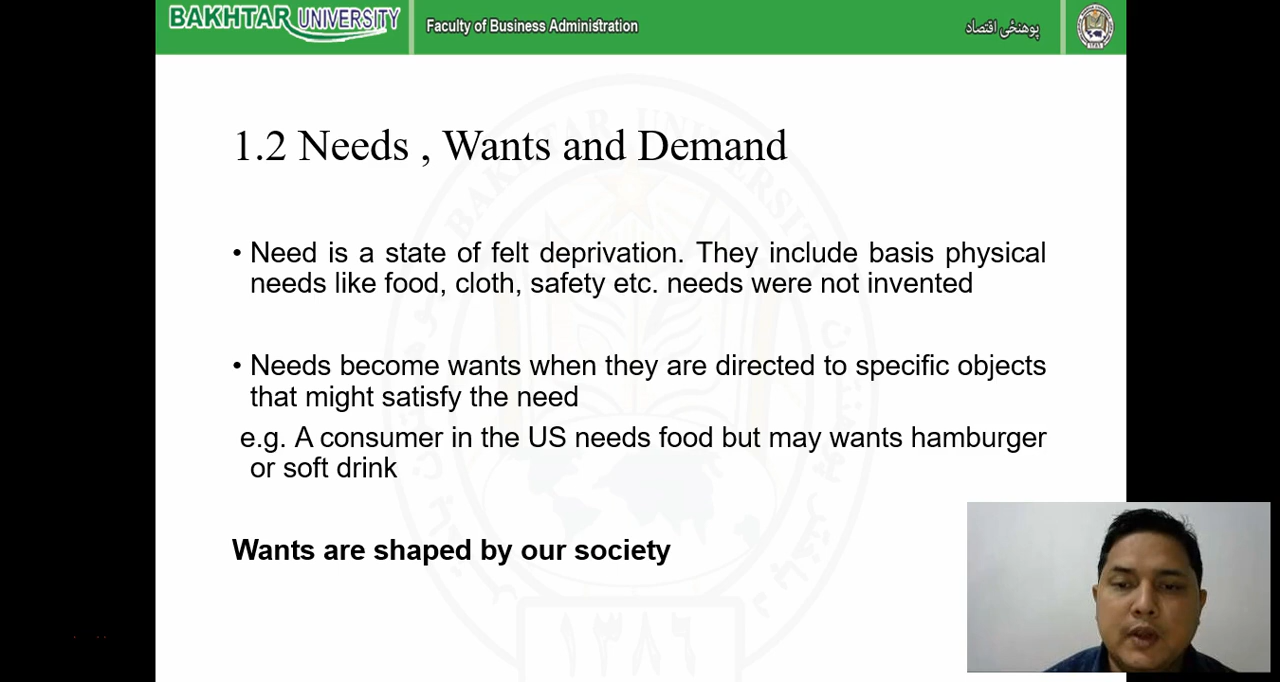 BAKHTAR UNIVERSITY
Faculty of Business Administration
پوهنځی اقتصاد
1.2 Needs , Wants and Demand
• Need is a state of felt deprivation. They include basis physical
needs like food, cloth, safety etc. needs were not invented
• Needs become wants when they are directed to specific objects
that might satisfy the need
e.g. A consumer in the US needs food but may wants hamburger
or soft drink
Wants are shaped by our society
BAKHTAR UNIVERSITY
١٣٨٦